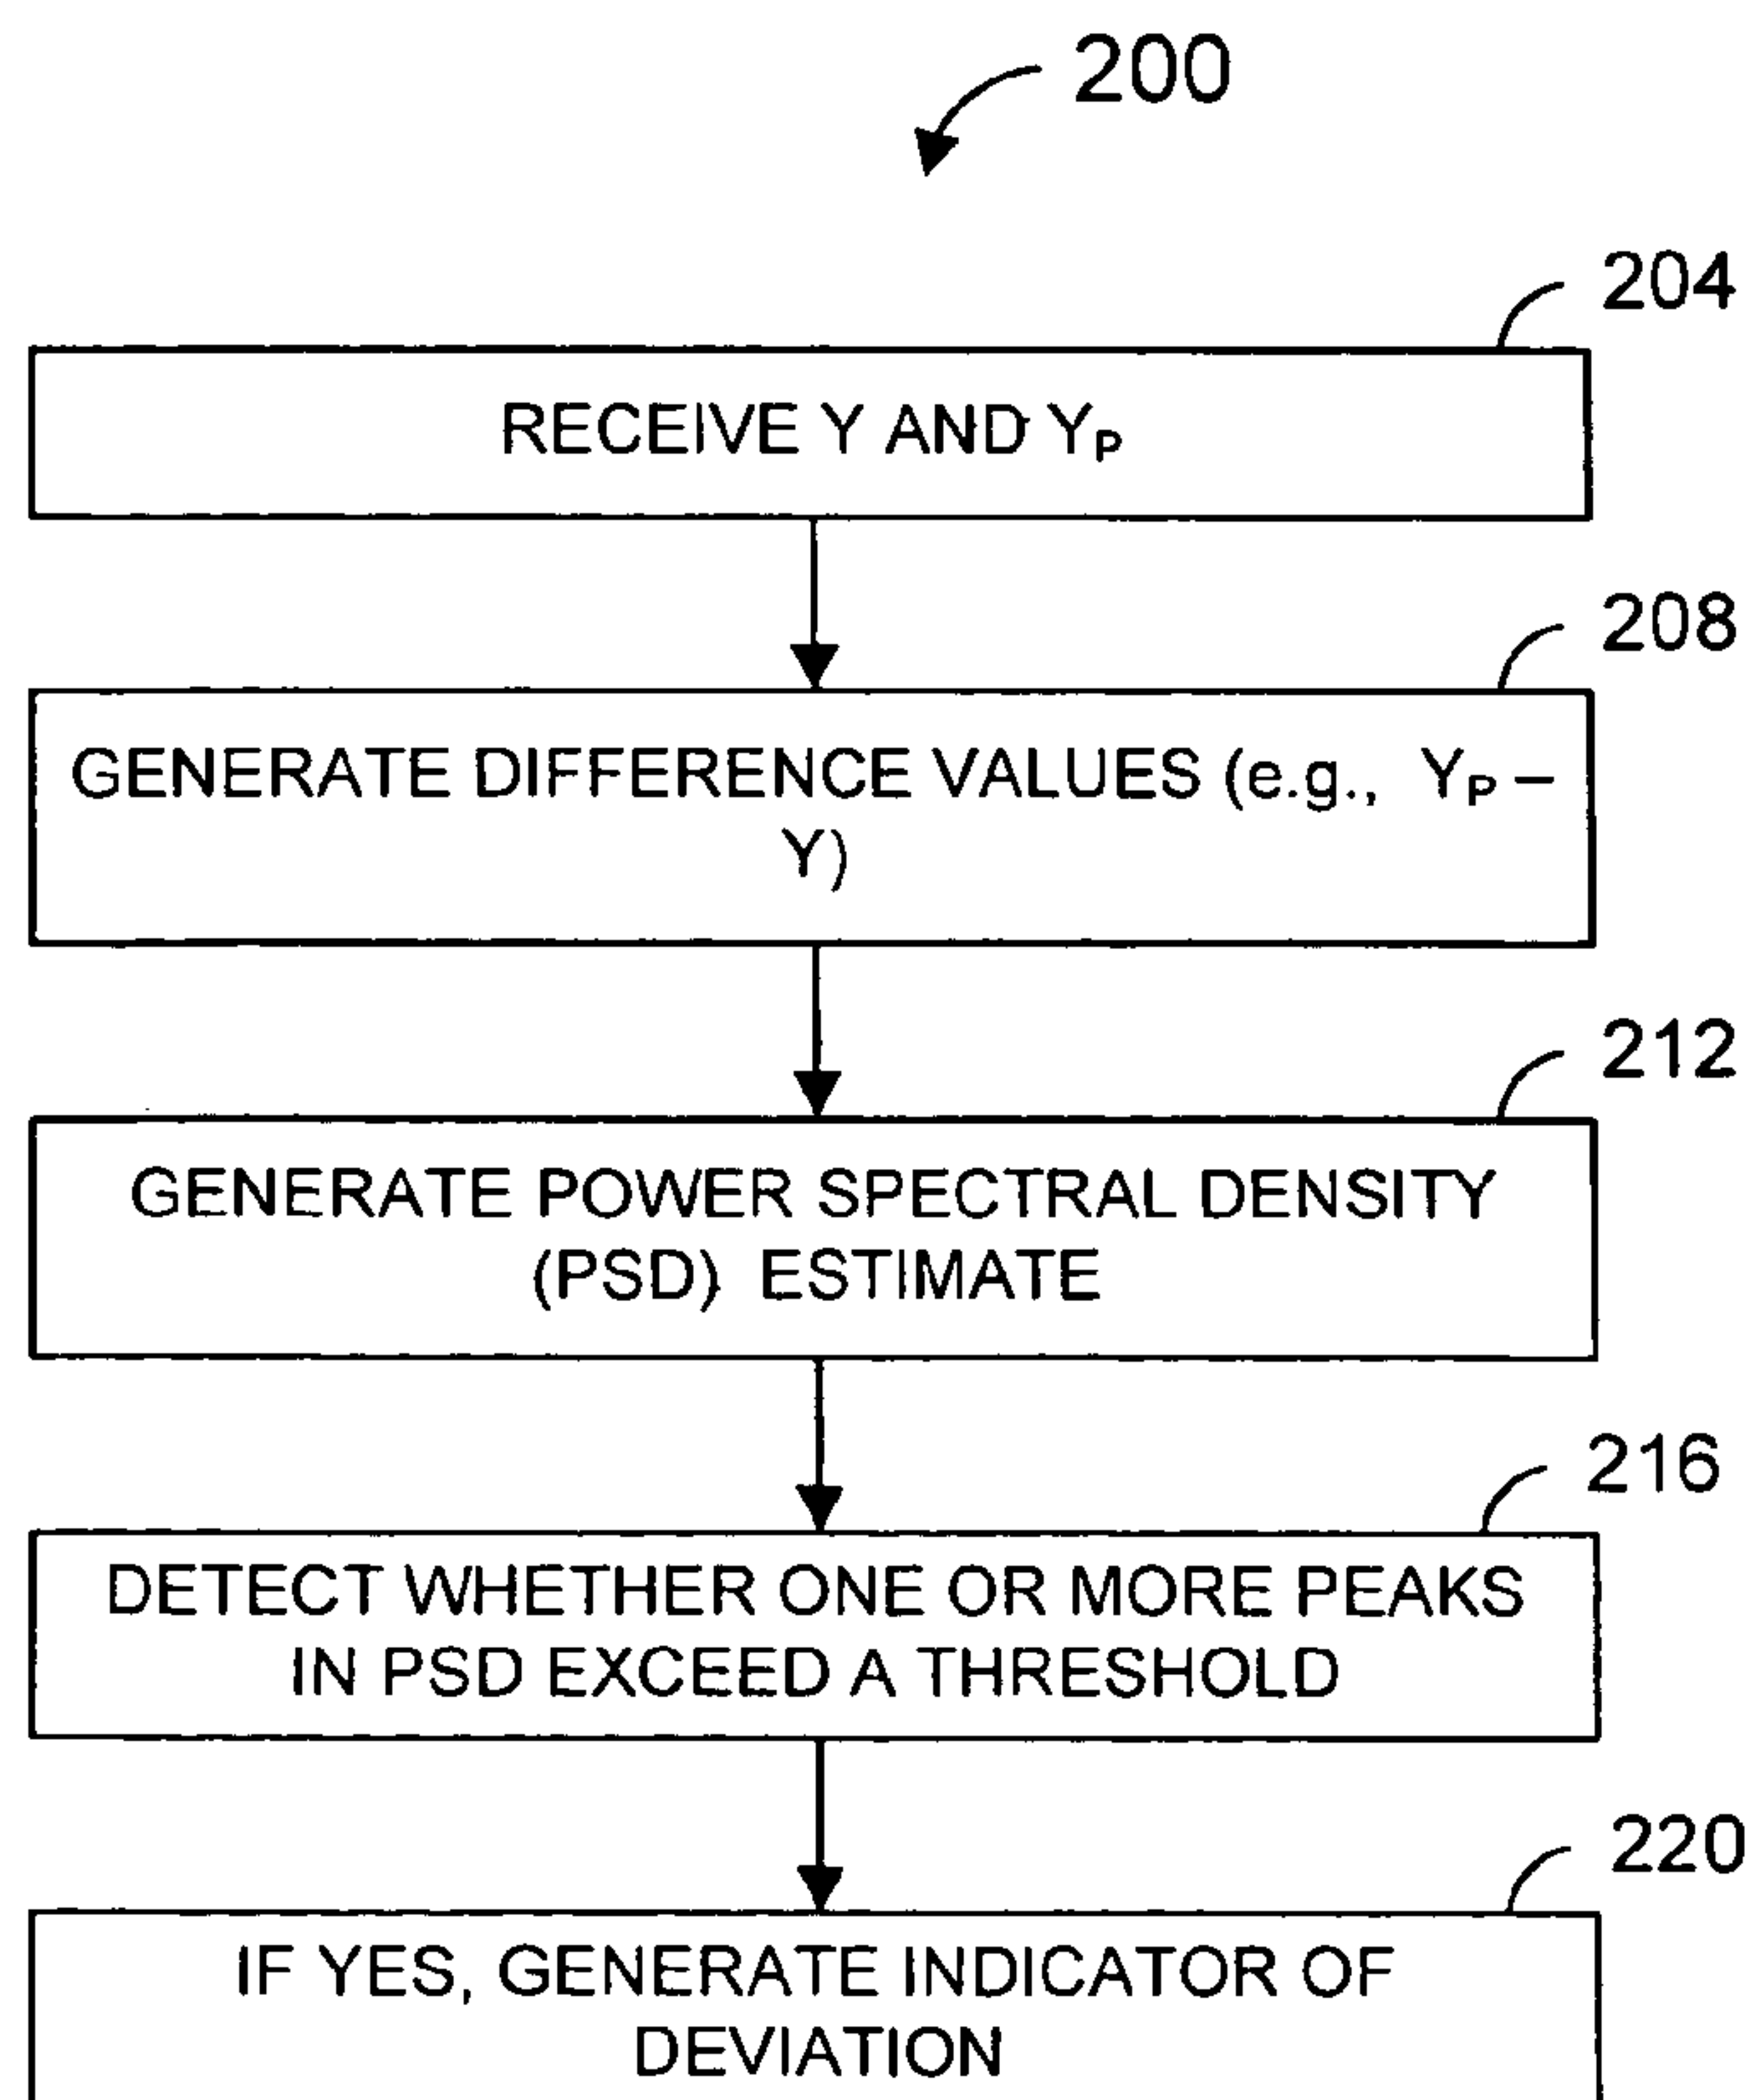 200
204
RECEIVE Y AND YP
208
GENERATE DIFFERENCE VALUES (e.g., YP –
Y)
212
GENERATE POWER SPECTRAL DENSITY
(PSD) ESTIMATE
216
DETECT WHETHER ONE OR MORE PEAKS
IN PSD EXCEED A THRESHOLD
220
IF YES, GENERATE INDICATOR OF
DEVIATION